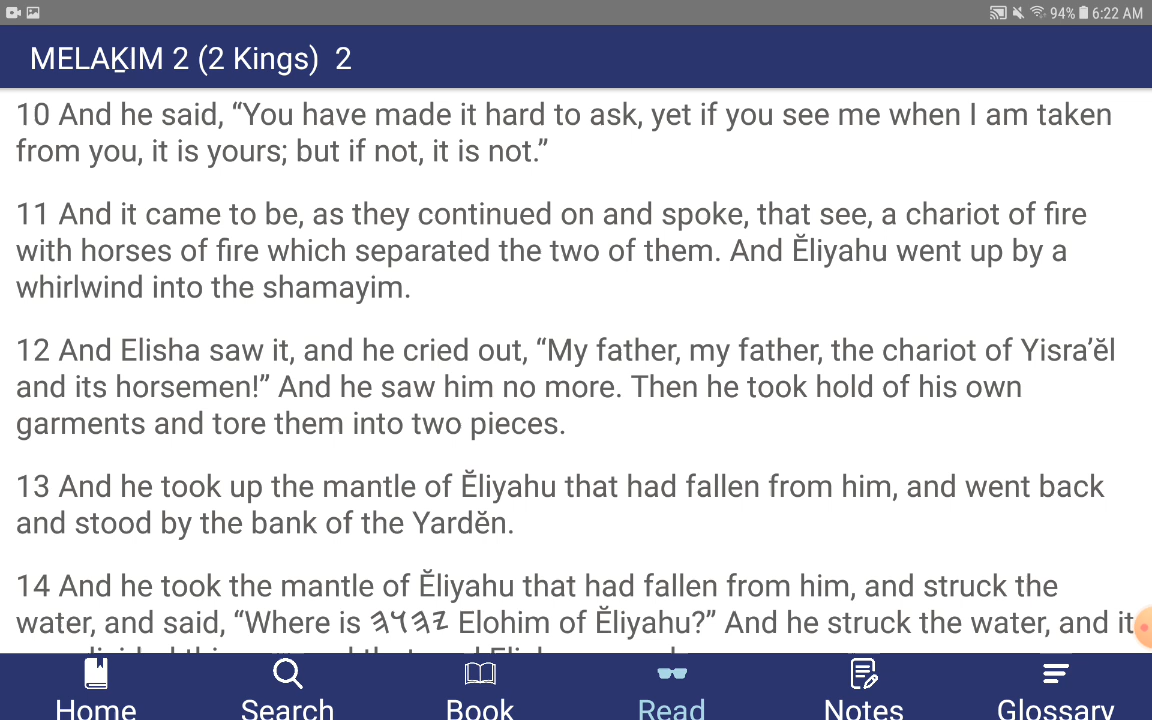 94% 6:22 AM
MELAḴIM 2 (2 Kings) 2
10 And he said, “You have made it hard to ask, yet if you see me when I am taken
from you, it is yours; but if not, it is not.”
11 And it came to be, as they continued on and spoke, that see, a chariot of fire
with horses of fire which separated the two of them. And Ĕliyahu went up by a
whirlwind into the shamayim.
12 And Elisha saw it, and he cried out, “My father, my father, the chariot of Yisra’ĕl
and its horsemen!” And he saw him no more. Then he took hold of his own
garments and tore them into two pieces.
13 And he took up the mantle of Ĕliyahu that had fallen from him, and went back
and stood by the bank of the Yardĕn.
14 And he took the mantle of Ĕliyahu that had fallen from him, and struck the
water, and said, “Where is 𐤉𐤄𐤅𐤄 Elohim of Ĕliyahu?” And he struck the water, and it
Home Search Book Read Notes Glossary